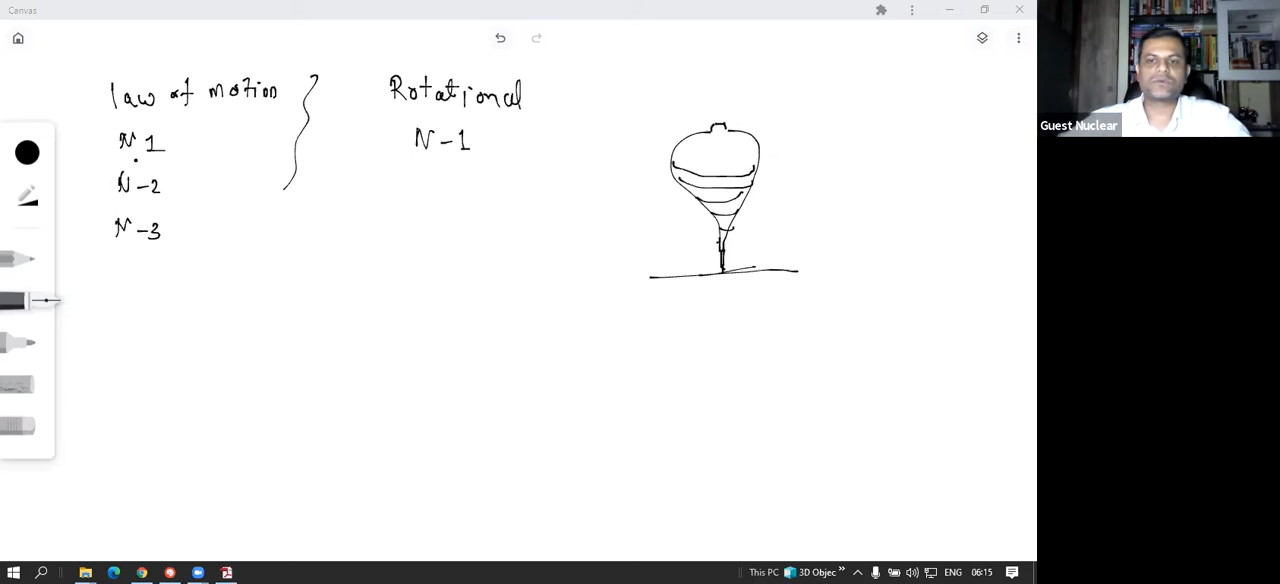 Canvas
law of motion
N 1
N-2
N-3
Rotational
N-1
Guest Nuclear
This PC
3D Objec
ENG
06:15